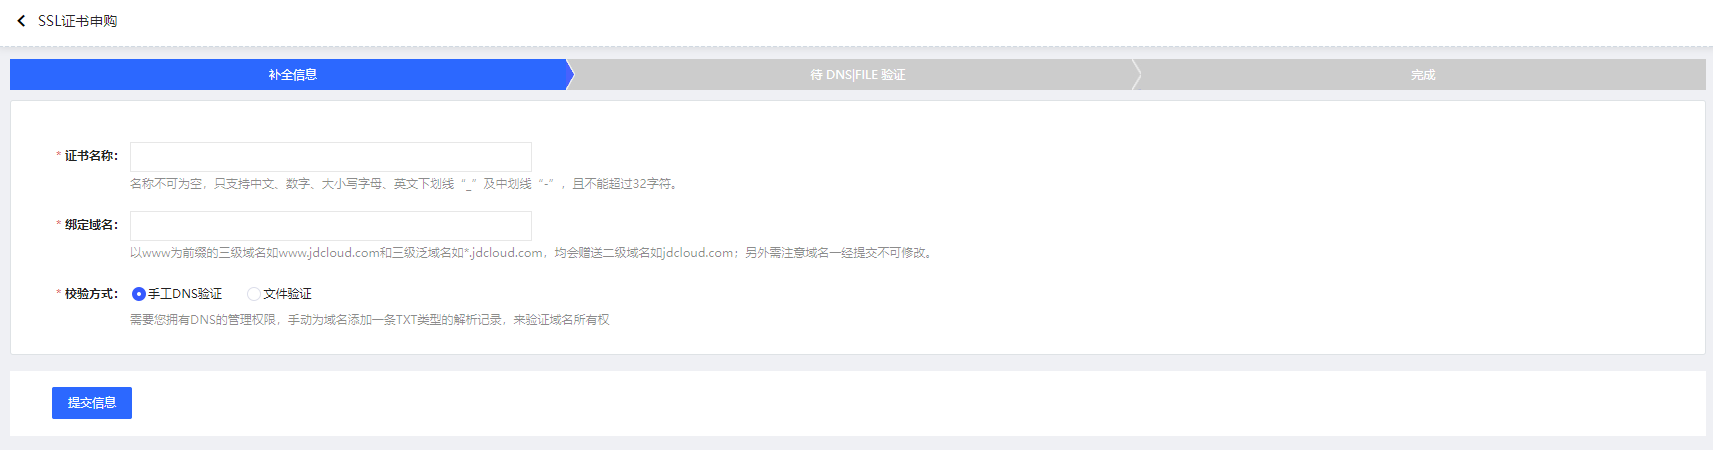 SSL证书申购
补全信息
待 DNS|FILE 验证
完成
* 证书名称：
名称不可为空，只支持中文、数字、大小写字母、英文下划线“_”及中划线“-”，且不能超过32字符。
* 绑定域名：
以www为前缀的三级域名如www.jdcloud.com和三级泛域名如*.jdcloud.com，均会赠送二级域名如jdcloud.com；另外需注意域名一经提交不可修改。
* 校验方式： 手工DNS验证 文件验证
需要您拥有DNS的管理权限，手动为域名添加一条TXT类型的解析记录，来验证域名所有权
提交信息